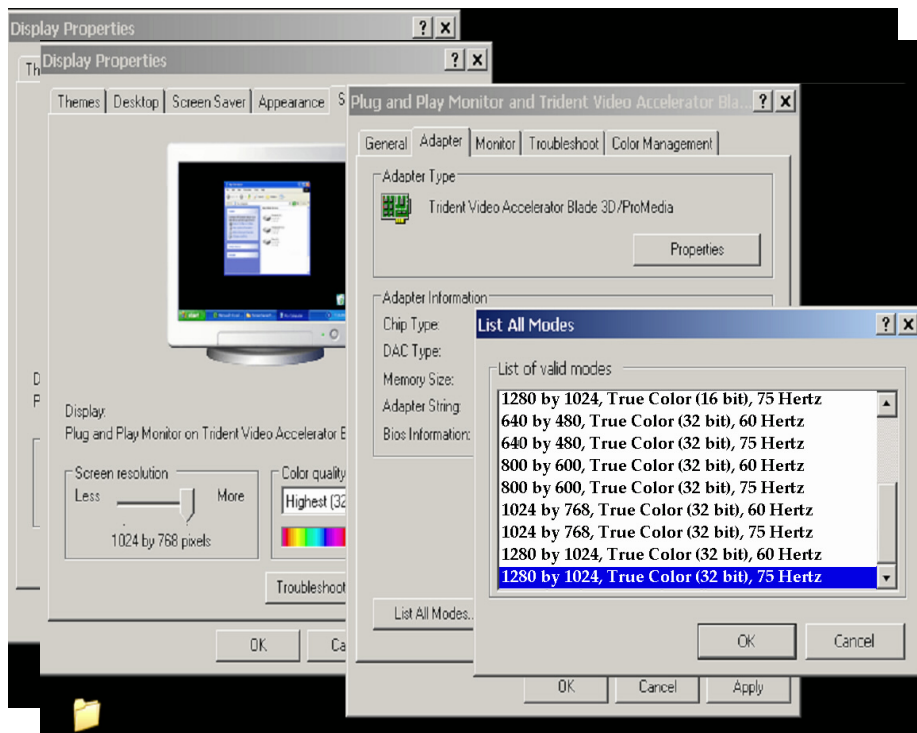 Display Properties
Th
Display Properties
Themes Desktop Screen Saver Appearance S
Plug and Play Monitor and Trident Video Accelerator Bla...
General Adapter Monitor Troubleshoot Color Management
Adapter Type
Trident Video Accelerator Blade 3D/ProMedia
Properties
Adapter Information
Chip Type:
DAC Type:
Memory Size:
Adapter String:
Bios Information:
List All Modes..
OK Cancel Apply
D
P
Display:
Plug and Play Monitor on Trident Video Accelerator B
Screen resolution
Less More
1024 by 768 pixels
Color quality
Highest (32
Troubleshoot
OK Ca
List All Modes
List of valid modes
1280 by 1024, True Color (16 bit), 75 Hertz
640 by 480, True Color (32 bit), 60 Hertz
640 by 480, True Color (32 bit), 75 Hertz
800 by 600, True Color (32 bit), 60 Hertz
800 by 600, True Color (32 bit), 75 Hertz
1024 by 768, True Color (32 bit), 60 Hertz
1024 by 768, True Color (32 bit), 75 Hertz
1280 by 1024, True Color (32 bit), 60 Hertz
1280 by 1024, True Color (32 bit), 75 Hertz
OK Cancel